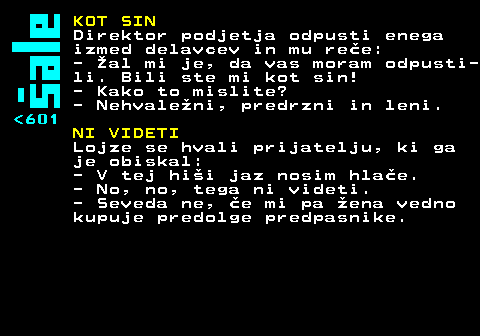 Šale
<601
KOT SIN
Direktor podjetja odpusti enega
izmed delavcev in mu reče:
- Žal mi je, da vas moram odpusti-
li. Bili ste mi kot sin!
- Kako to mislite?
- Nehvaležni, predrzni in leni.
NI VIDETI
Lojze se hvali prijatelju, ki ga
je obiskal:
- V tej hiši jaz nosim hlače.
- No, no, tega ni videti.
- Seveda ne, če mi pa žena vedno
kupuje predolge predpasnike.